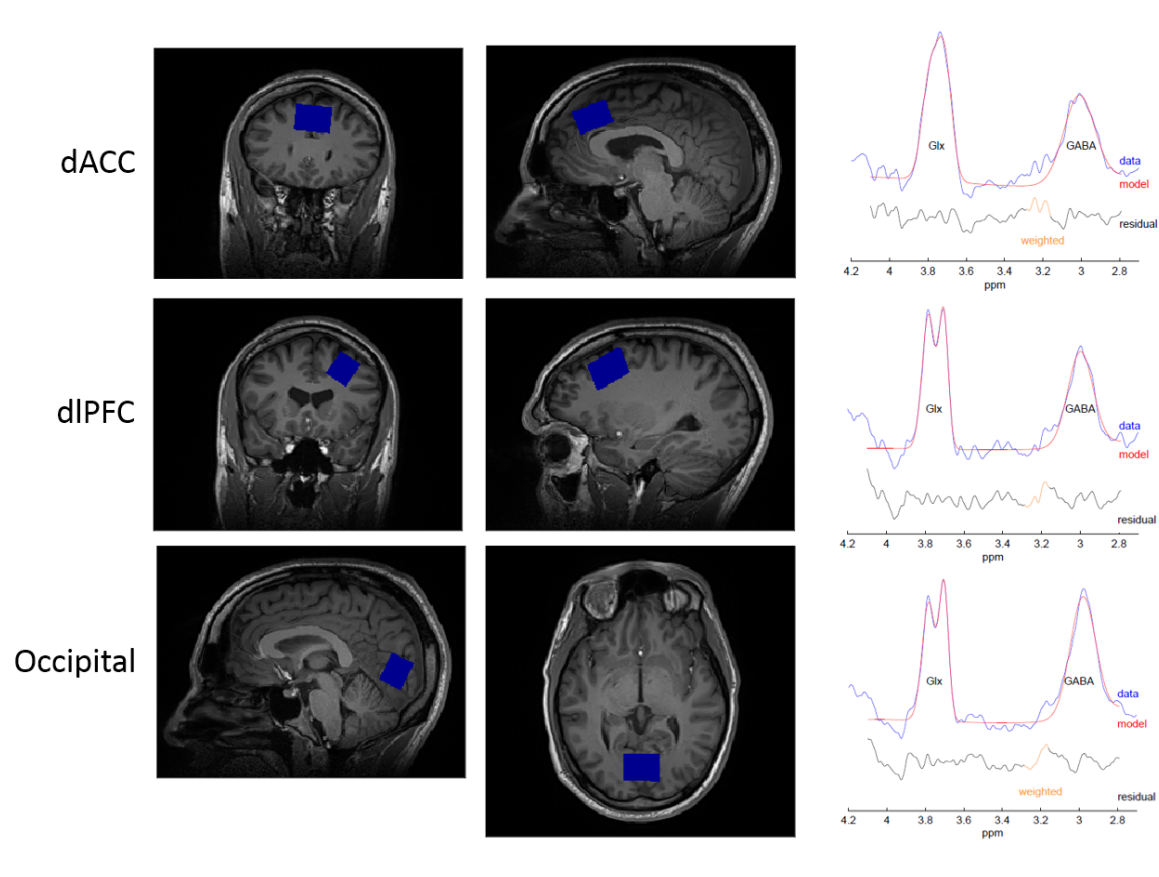 dACC
Glx
GABA
data
model
residual
weighted
4.2 4 3.8 3.6 3.4 3.2 3 2.8
ppm
dlPFC
Glx
GABA
data
model
residual
4.2 4 3.8 3.6 3.4 3.2 3 2.8
ppm
Occipital
Glx
GABA
data
model
weighted
residual
4.2 4 3.8 3.6 3.4 3.2 3 2.8
ppm